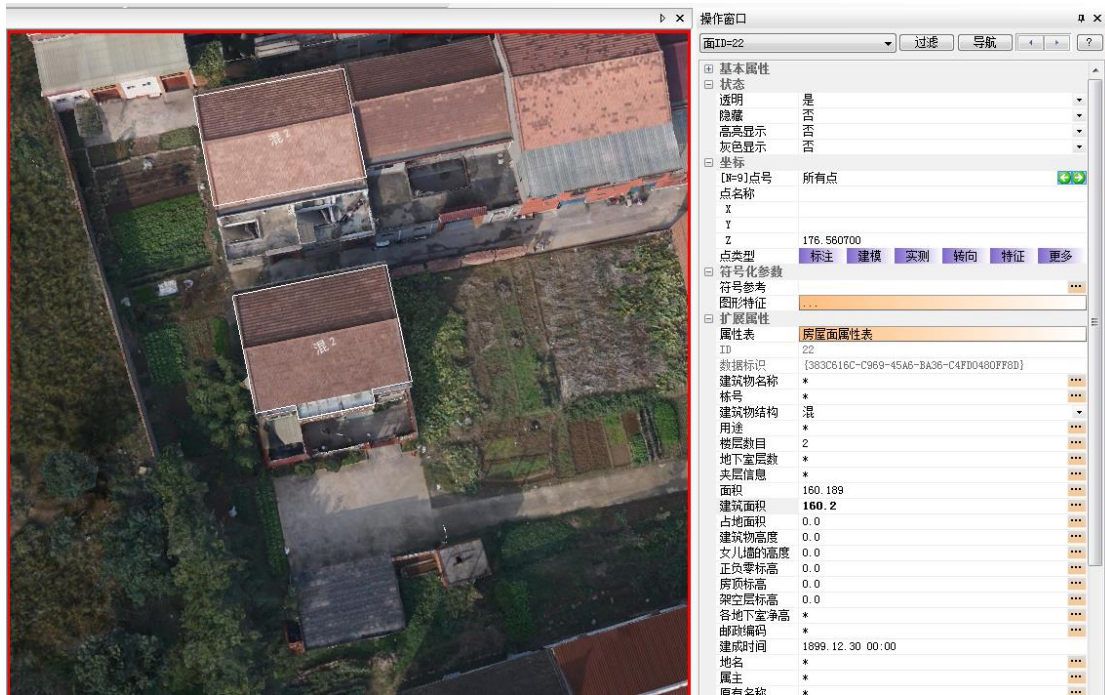 操作窗口
面ID=22 过滤 导航 ?
基本属性
状态
透明 是
隐藏 否
高亮显示 否
灰色显示 否
坐标
[N=9]点号 所有点
点名称
X
Y
Z 176.560700
点类型 标注 建模 实测 转向 特征 更多
符号化参数
符号参考 ...
图形特征 ...
扩展属性
属性表 房屋面属性表
ID 22
数据标识 {383C616C-C969-45A6-BA36-C4FD0480FF8D}
建筑物名称 * ...
栋号 * ...
建筑物结构 混
用途 * ...
楼层数目 2 ...
地下室层数 * ...
夹层信息 * ...
面积 160.189 ...
建筑面积 160.2 ...
占地面积 0.0 ...
建筑物高度 0.0 ...
女儿墙的高度 0.0 ...
正负零标高 0.0 ...
房顶标高 0.0 ...
架空层标高 0.0 ...
各地下室净高 * ...
邮政编码 * ...
建成时间 1899.12.30 00:00
地名 * ...
属主 * ...
原有名称 * ...
混 2
混 2